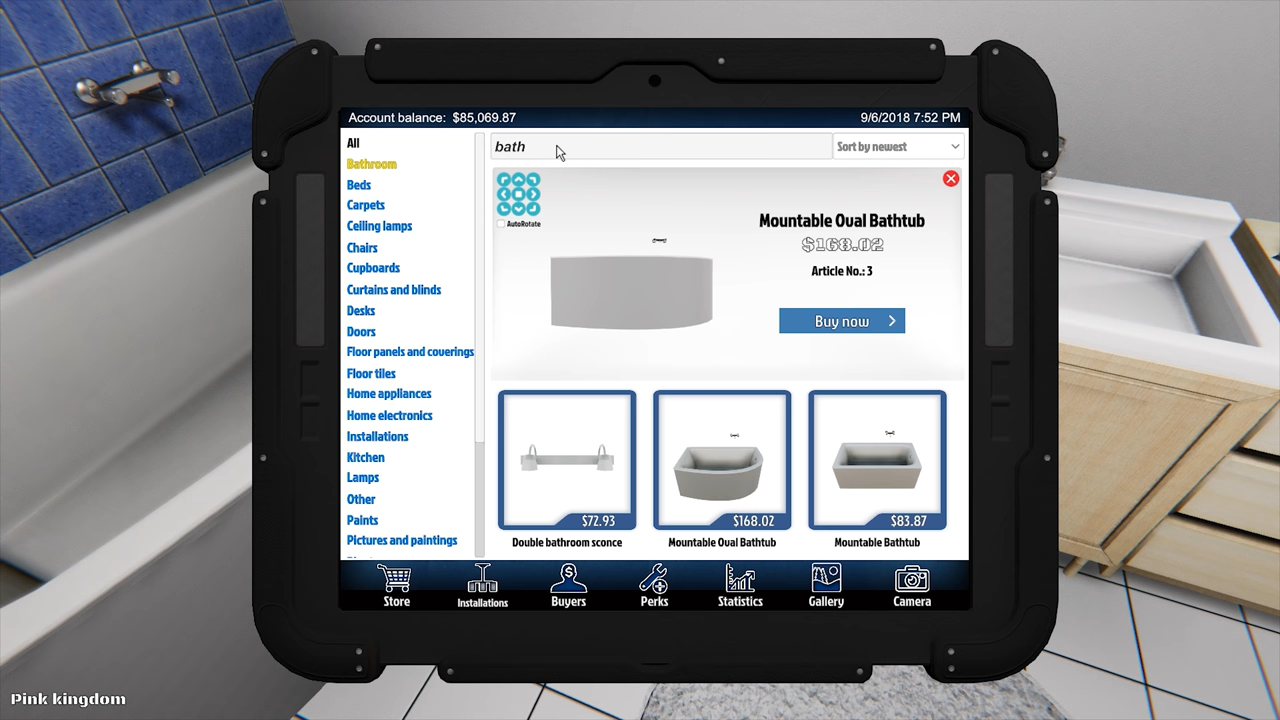 Account balance: $85,069.87
9/6/2018 7:52 PM
All
Bathroom
Beds
Carpets
Ceiling lamps
Chairs
Cupboards
Curtains and blinds
Desks
Doors
Floor panels and coverings
Floor tiles
Home appliances
Home electronics
Installations
Kitchen
Lamps
Other
Paints
Pictures and paintings
bath
Sort by newest
AutoRotate
Mountable Oval Bathtub
$168.02
Article No.: 3
Buy now
$72.93
$168.02
$83.87
Double bathroom sconce
Mountable Oval Bathtub
Mountable Bathtub
Store
Installations
Buyers
Perks
Statistics
Gallery
Camera
Pink kingdom